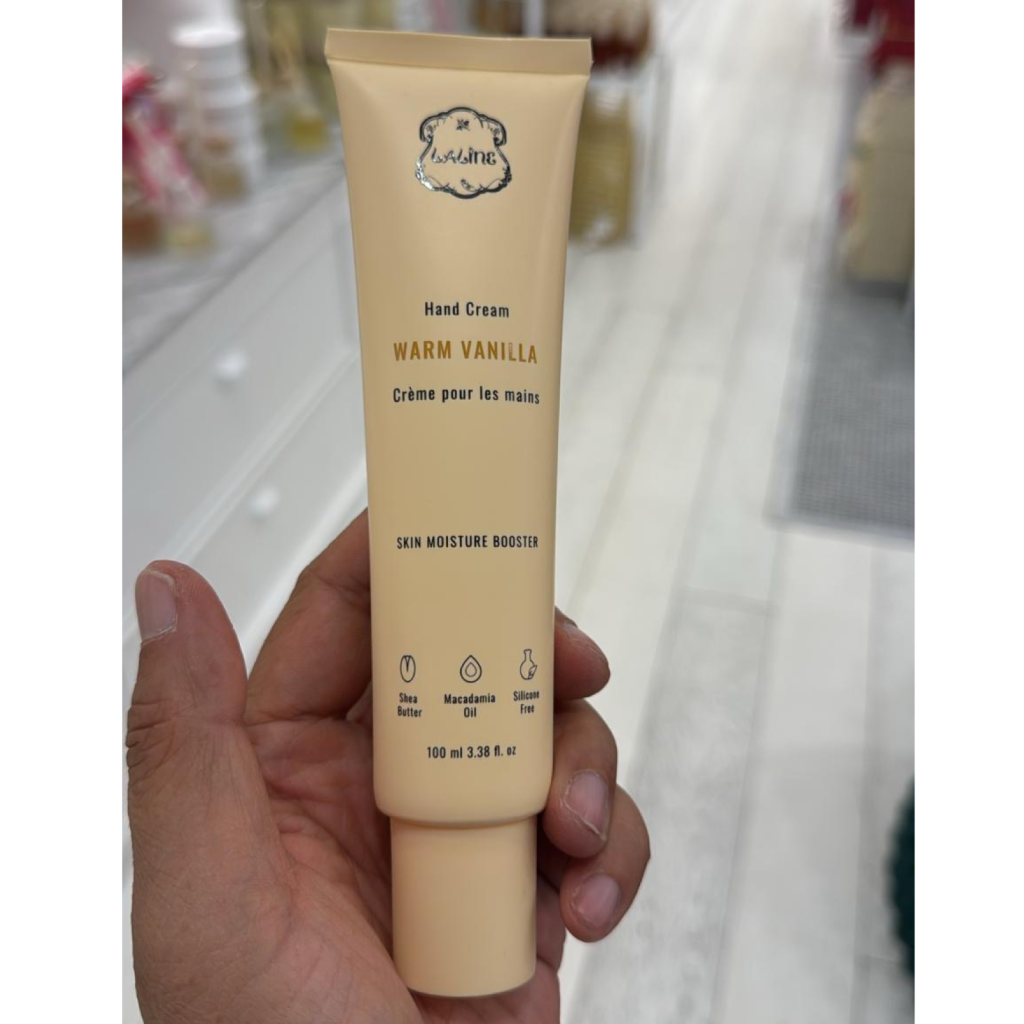 LALINE
Hand Cream
WARM VANILLA
Crème pour les mains
SKIN MOISTURE BOOSTER
Shea
Butter
Macadamia
Oil
Silicone
Free
100 ml 3.38 fl. oz